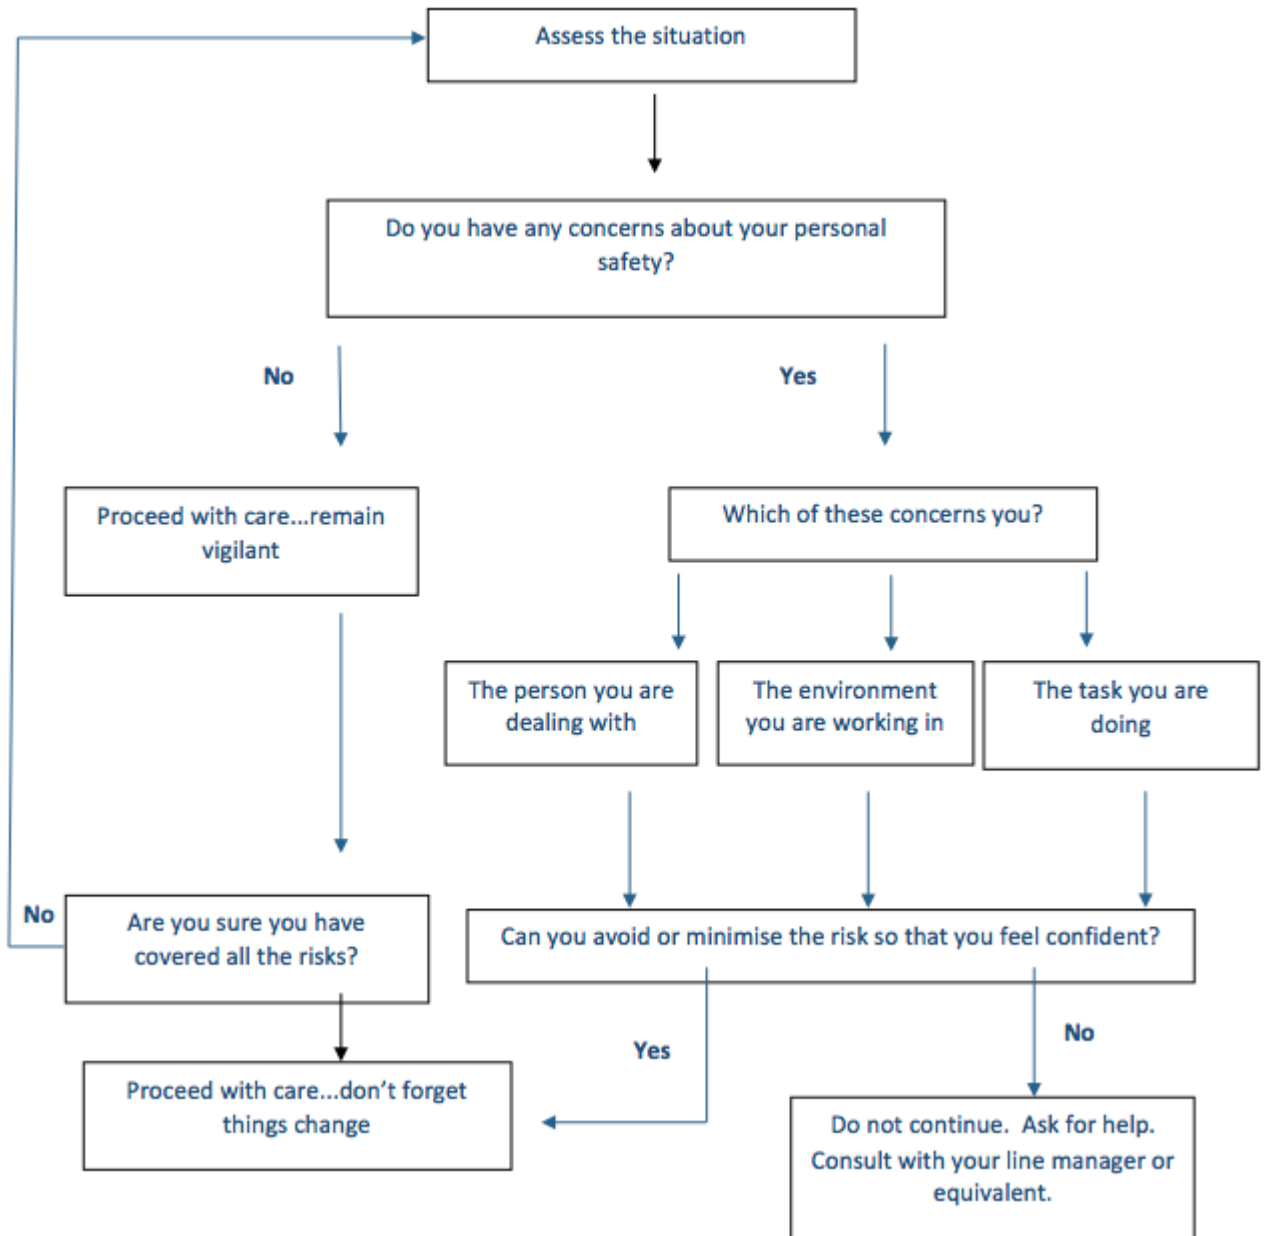 Assess the situation
Do you have any concerns about your personal
safety?
No
Yes
Proceed with care...remain
vigilant
Which of these concerns you?
The person you are
dealing with
The environment
you are working in
The task you are
doing
No
Are you sure you have
covered all the risks?
Can you avoid or minimise the risk so that you feel confident?
Yes
No
Proceed with care...don't forget
things change
Do not continue.  Ask for help.
Consult with your line manager or
equivalent.